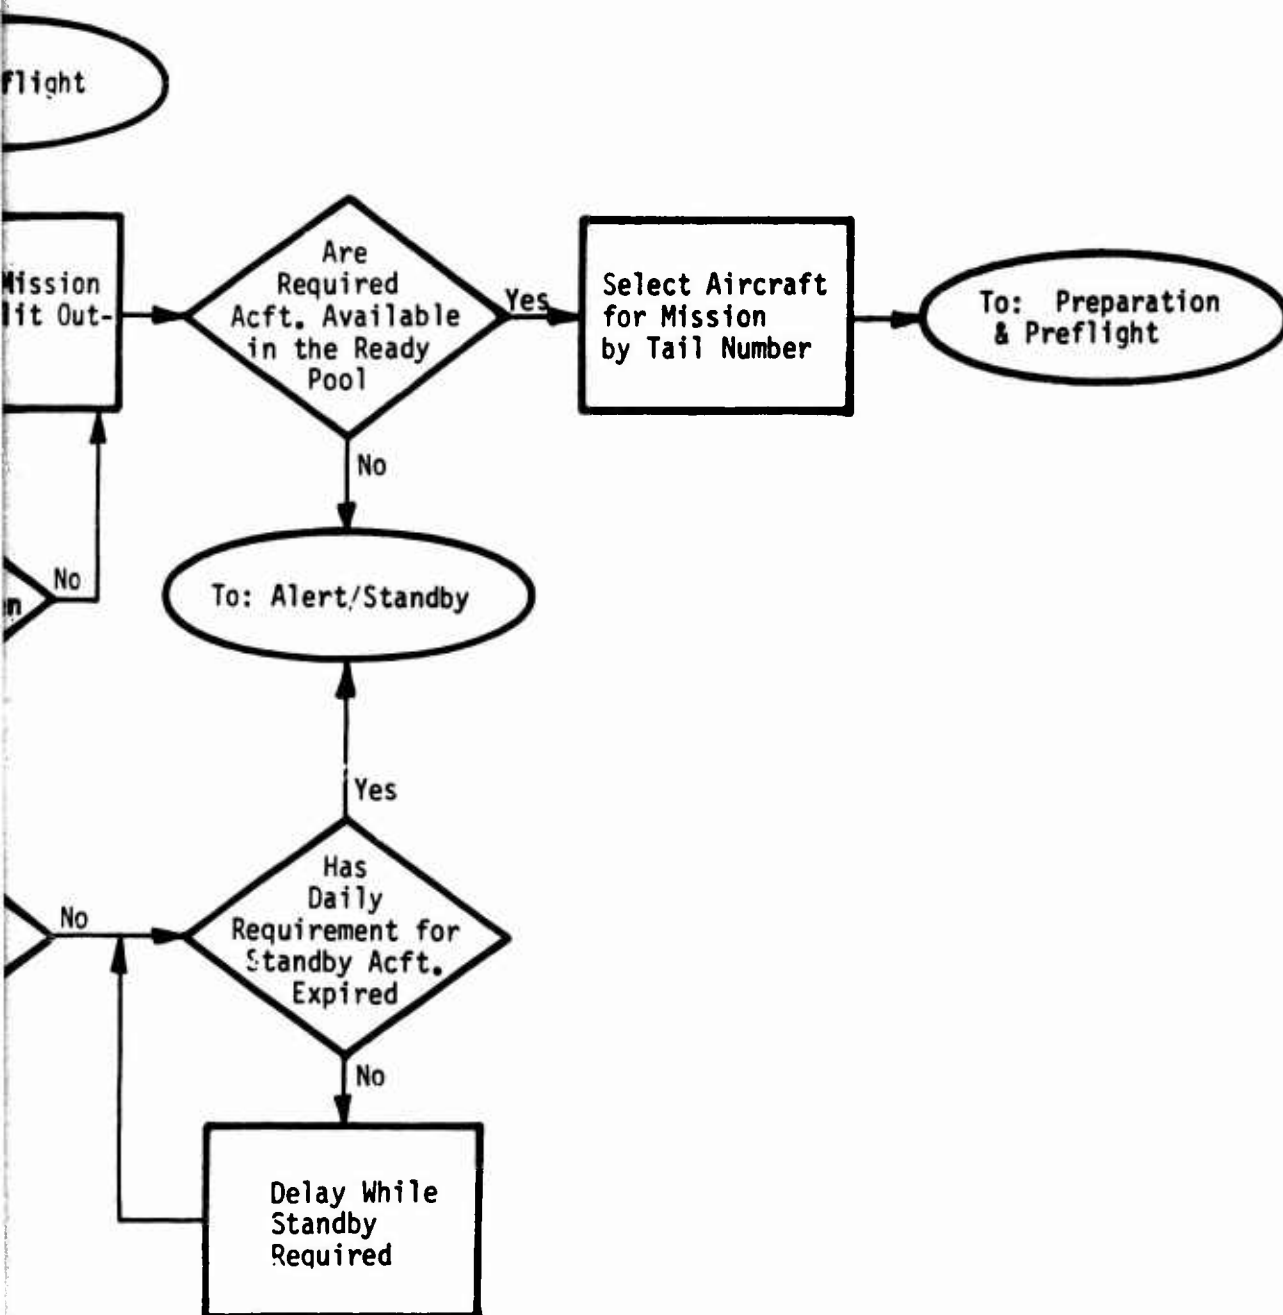 flight
Mission
lit Out-
Are
Required
Acft. Available
in the Ready
Pool
Yes
Select Aircraft
for Mission
by Tail Number
To: Preparation
& Preflight
No
No
To: Alert/Standby
Yes
No
Has
Daily
Requirement for
Standby Acft.
Expired
No
Delay While
Standby
Required